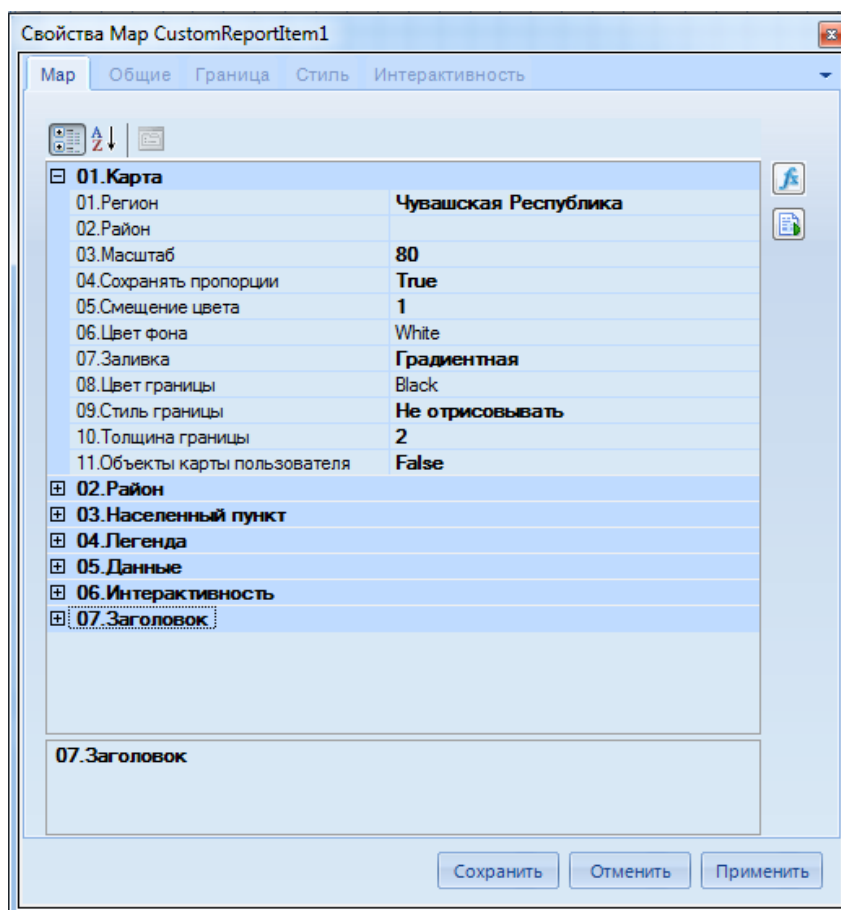 Свойства Map CustomReportItem1
Map Общие Граница Стиль Интерактивность
01.Карта
01.Регион Чувашская Республика
02.Район
03.Масштаб 80
04.Сохранять пропорции True
05.Смещение цвета 1
06.Цвет фона White
07.Заливка Градиентная
08.Цвет границы Black
09.Стиль границы Не отрисовывать
10.Толщина границы 2
11.Объекты карты пользователя False
02.Район
03.Населенный пункт
04.Легенда
05.Данные
06.Интерактивность
07.Заголовок
07.Заголовок
Сохранить Отменить Применить